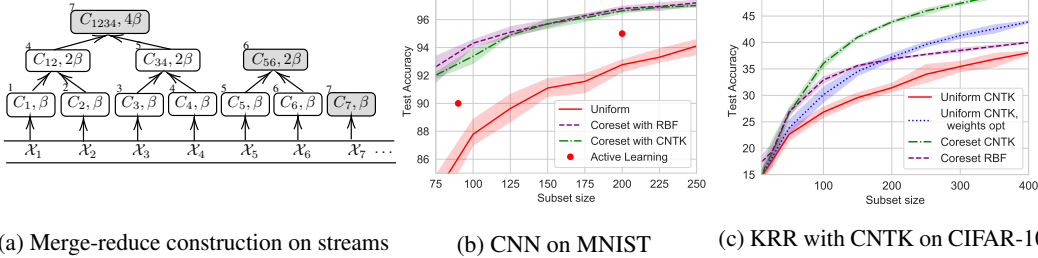 7
C1234, 4β
4
C12, 2β
5
C34, 2β
6
C56, 2β
1
C1, β
2
C2, β
3
C3, β
4
C4, β
5
C5, β
6
C6, β
7
C7, β
𝒳1 𝒳2 𝒳3 𝒳4 𝒳5 𝒳6 𝒳7 ⋯
(a) Merge-reduce construction on streams
Test Accuracy
96
94
92
90
88
86
Uniform
Coreset with RBF
Coreset with CNTK
Active Learning
75 100 125 150 175 200 225 250
Subset size
(b) CNN on MNIST
Test Accuracy
45
40
35
30
25
20
15
Uniform CNTK
Uniform CNTK,
weights opt
Coreset CNTK
Coreset RBF
100 200 300 400
Subset size
(c) KRR with CNTK on CIFAR-10